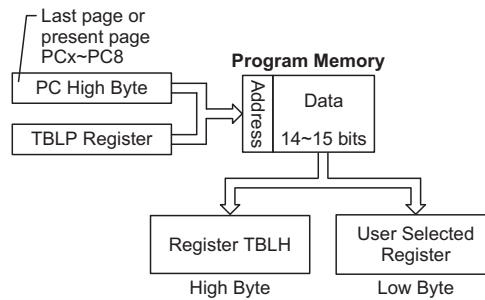 Last page or
present page
PCx~PC8
Program Memory
PC High Byte
TBLP Register
Address
Data
14~15 bits
Register TBLH
User Selected
Register
High Byte
Low Byte